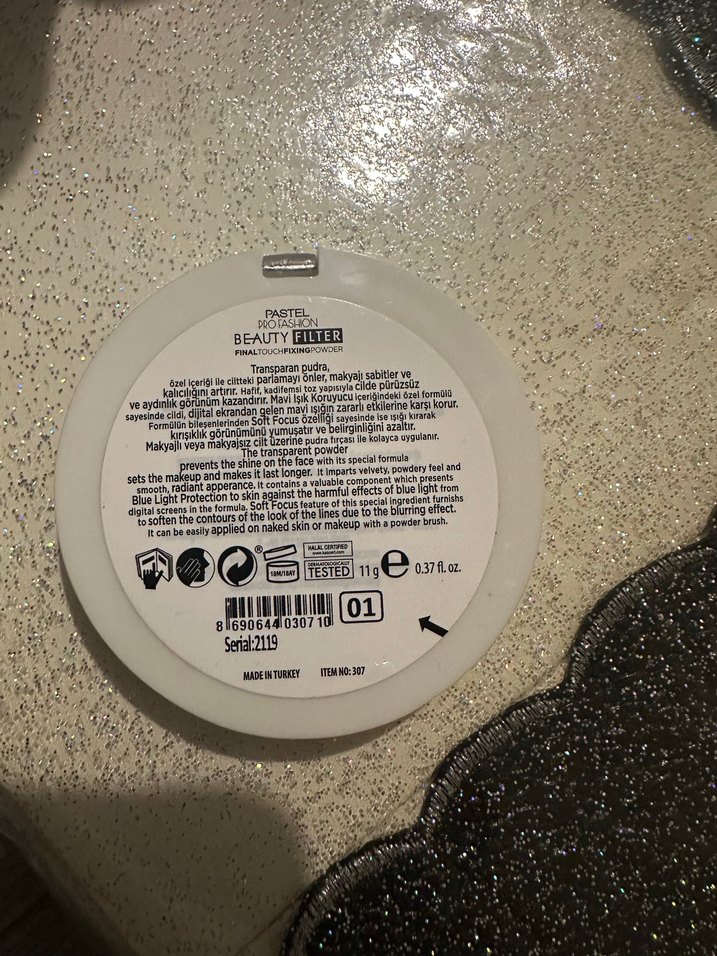 PASTEL
PRO FASHION
BEAUTY FILTER
FINALTOUCHFIXINGPOWDER
Transparan pudra,
özel içeriği ile ciltteki parlamayı önler, makyajı sabitler ve
kalıcılığını artırır. Hafif, kadifemsi toz yapısıyla cilde pürüzsüz
ve aydınlık görünüm kazandırır. Mavi Işık Koruyucu içeriğindeki özel formülü
sayesinde cildi, dijital ekrandan gelen mavi ışığın zararlı etkilerine karşı korur.
Formülün bileşenlerinden Soft Focus özelliği sayesinde ise ışığı kırarak
kırışıklık görünümünü yumuşatır ve belirginliğini azaltır.
Makyajlı veya makyajsız cilt üzerine pudra fırçası ile kolayca uygulanır.
The transparent powder
prevents the shine on the face with its special formula
sets the makeup and makes it last longer. It imparts velvety, powdery feel and
smooth, radiant apperance. It contains a valuable component which presents
Blue Light Protection to skin against the harmful effects of blue light from
digital screens in the formula. Soft Focus feature of this special ingredient furnishs
to soften the contours of the look of the lines due to the blurring effect.
It can be easily applied on naked skin or makeup with a powder brush.
® 18M/18AY
HALAL CERTIFIED
DERMATOLOGICALLY
TESTED 11 g e 0.37 fl. oz.
8 690644 030710 01
Serial:2119
MADE IN TURKEY ITEM NO: 307